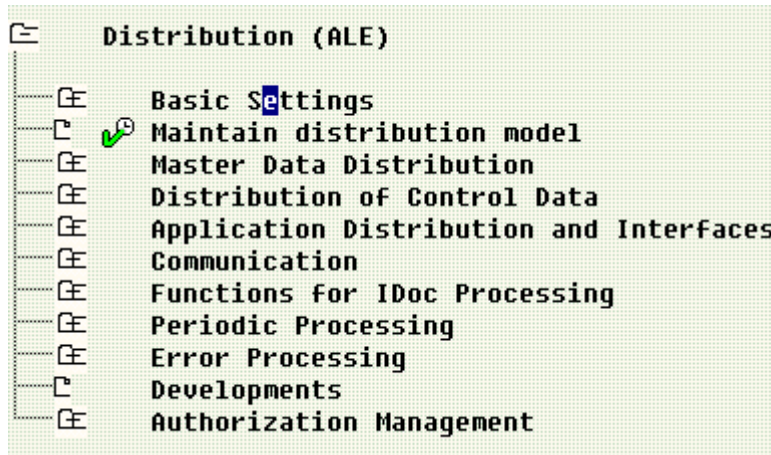 Distribution (ALE)
Basic Settings
Maintain distribution model
Master Data Distribution
Distribution of Control Data
Application Distribution and Interfaces
Communication
Functions for IDoc Processing
Periodic Processing
Error Processing
Developments
Authorization Management